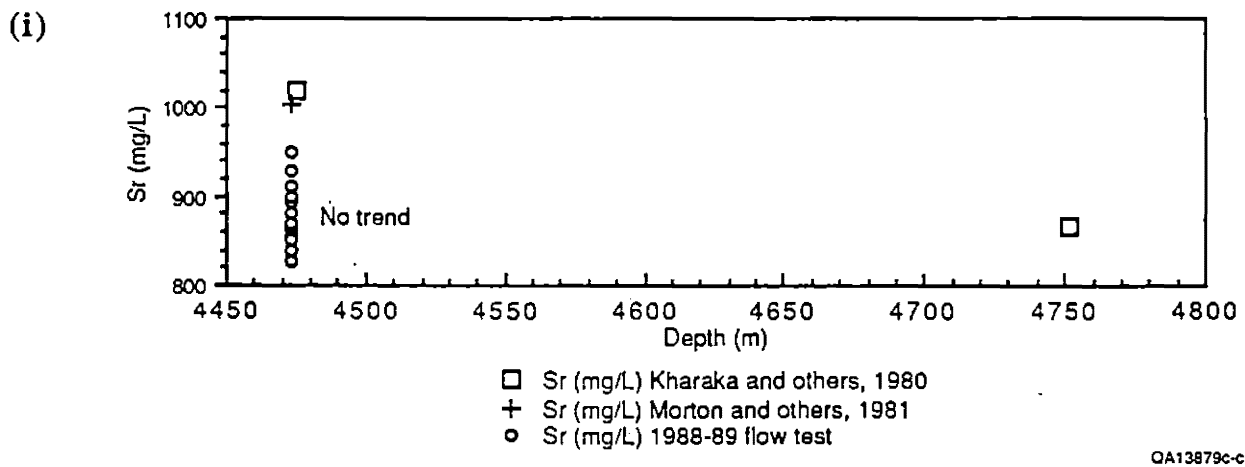 (i)
1100
1000
900
800
Sr (mg/L)
No trend
4450 4500 4550 4600 4650 4700 4750 4800
Depth (m)
Sr (mg/L) Kharaka and others, 1980
Sr (mg/L) Morton and others, 1981
Sr (mg/L) 1988-89 flow test
QA13879c-c